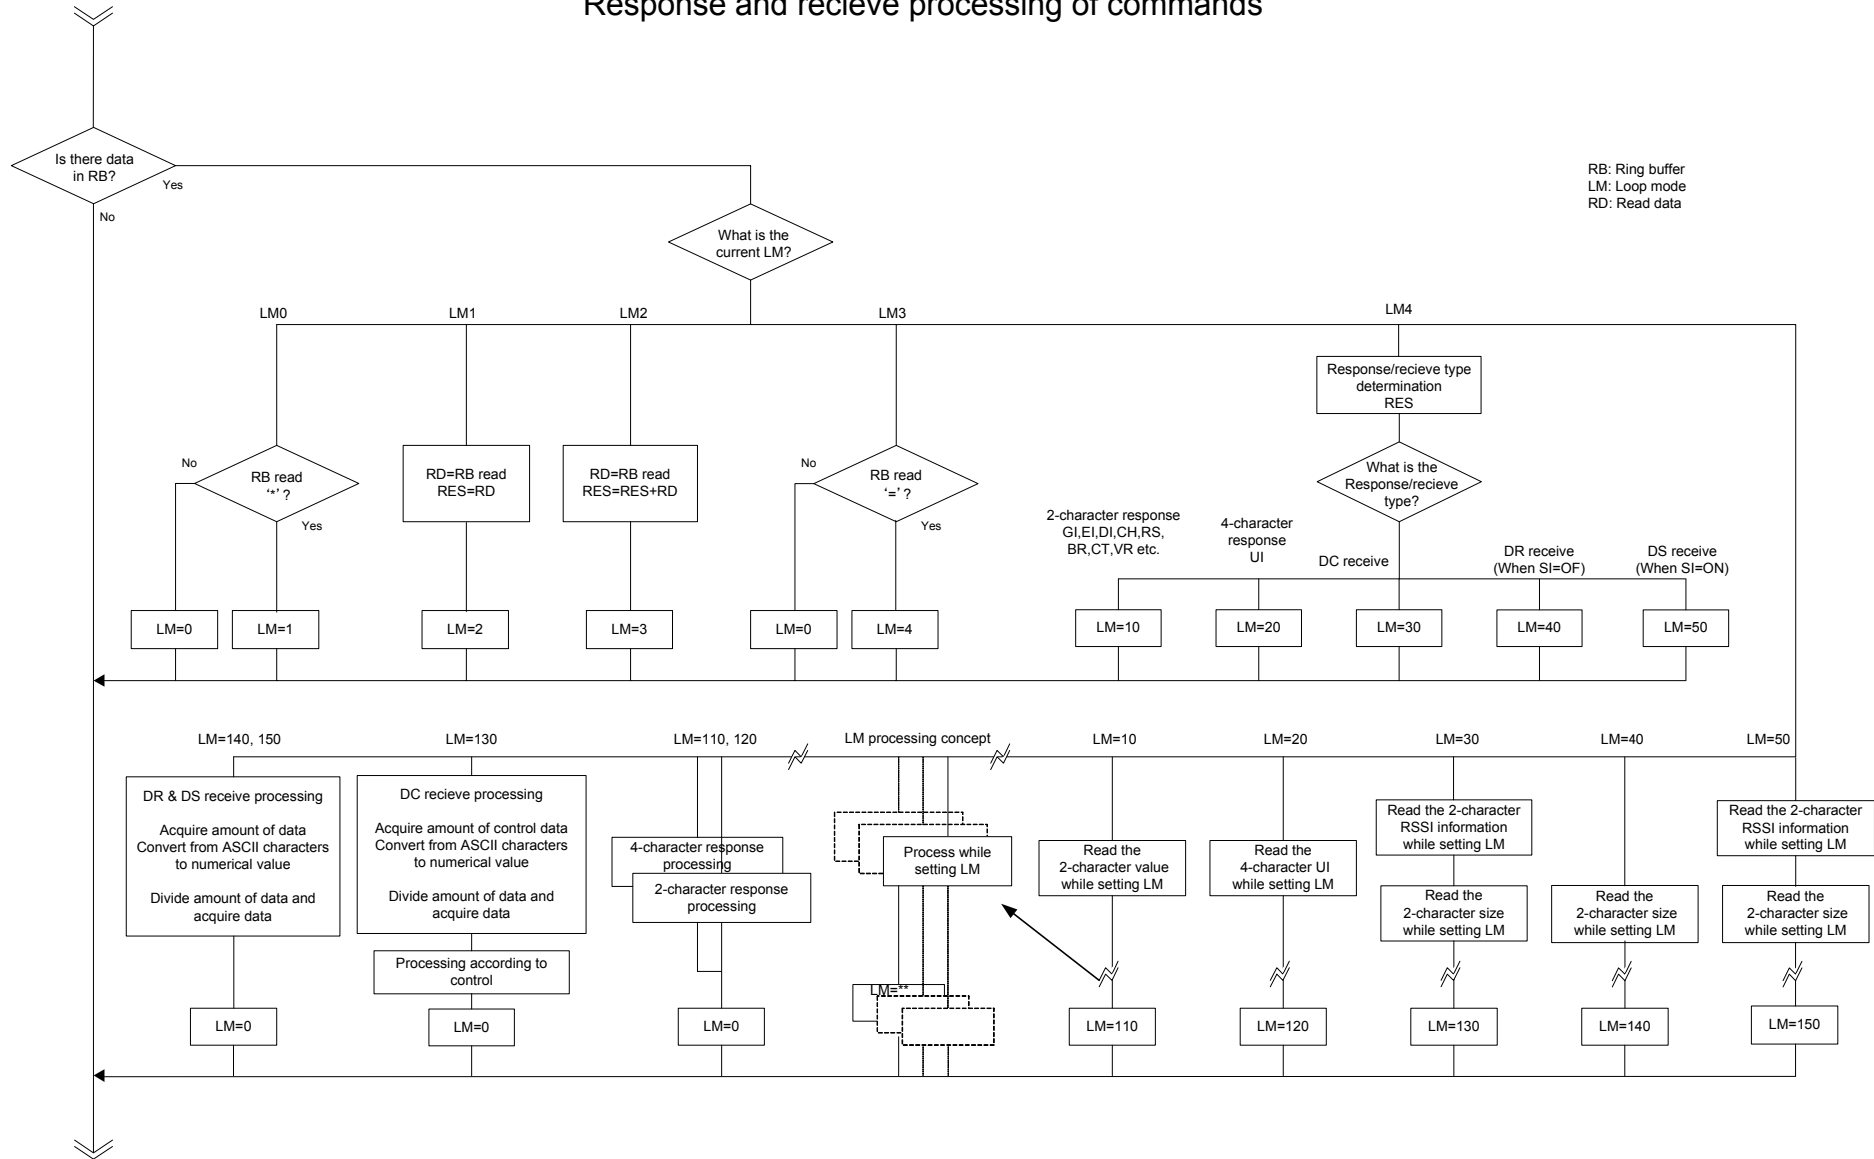 Response and recieve processing of commands
Is there data
in RB?
Yes
No
RB: Ring buffer
LM: Loop mode
RD: Read data
What is the
current LM?
LM0
LM1
LM2
LM3
LM4
Response/recieve type
determination
RES
No
RB read
‘*’ ?
Yes
RD=RB read
RES=RD
RD=RB read
RES=RES+RD
No
RB read
‘=’ ?
Yes
What is the
Response/recieve
type?
2-character response
GI,EI,DI,CH,RS,
BR,CT,VR etc.
4-character
response
UI
DC receive
DR receive
(When SI=OF)
DS receive
(When SI=ON)
LM=0
LM=1
LM=2
LM=3
LM=0
LM=4
LM=10
LM=20
LM=30
LM=40
LM=50
LM=140, 150
LM=130
LM=110, 120
LM processing concept
LM=10
LM=20
LM=30
LM=40
LM=50
DR & DS receive processing
Acquire amount of data
Convert from ASCII characters
to numerical value
Divide amount of data and
acquire data
DC recieve processing
Acquire amount of control data
Convert from ASCII characters
to numerical value
Divide amount of data and
acquire data
Processing according to
control
4-character response
processing
2-character response
processing
Process while
setting LM
LM=**
Read the
2-character value
while setting LM
Read the
4-character UI
while setting LM
Read the 2-character
RSSI information
while setting LM
Read the
2-character size
while setting LM
Read the
2-character size
while setting LM
Read the 2-character
RSSI information
while setting LM
Read the
2-character size
while setting LM
LM=0
LM=0
LM=0
LM=110
LM=120
LM=130
LM=140
LM=150